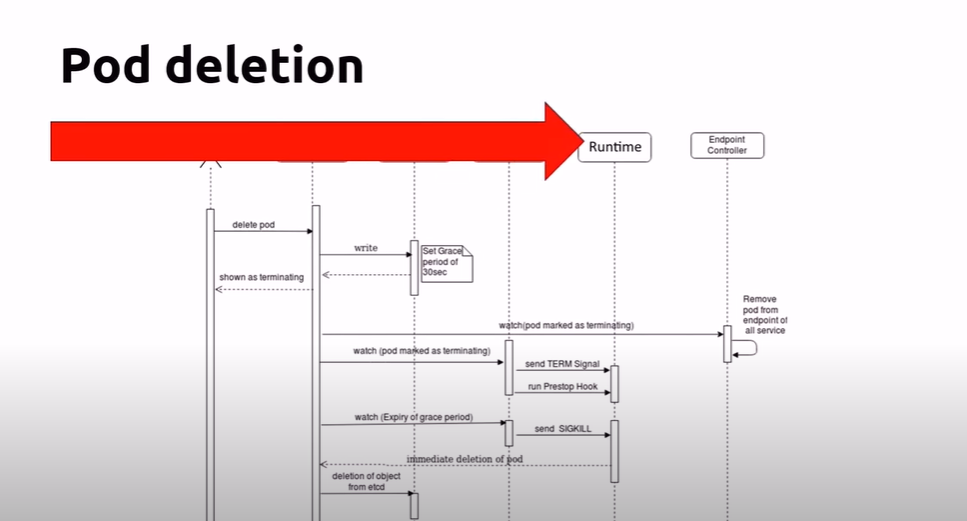 Pod deletion
Runtime
Endpoint
Controller
delete pod
write
Set Grace
period of
30sec
shown as terminating
Remove
pod from
endpoint of
all service
watch(pod marked as terminating)
watch (pod marked as terminating)
send TERM Signal
run Prestop Hook
watch (Expiry of grace period)
send SIGKILL
immediate deletion of pod
deletion of object
from etcd